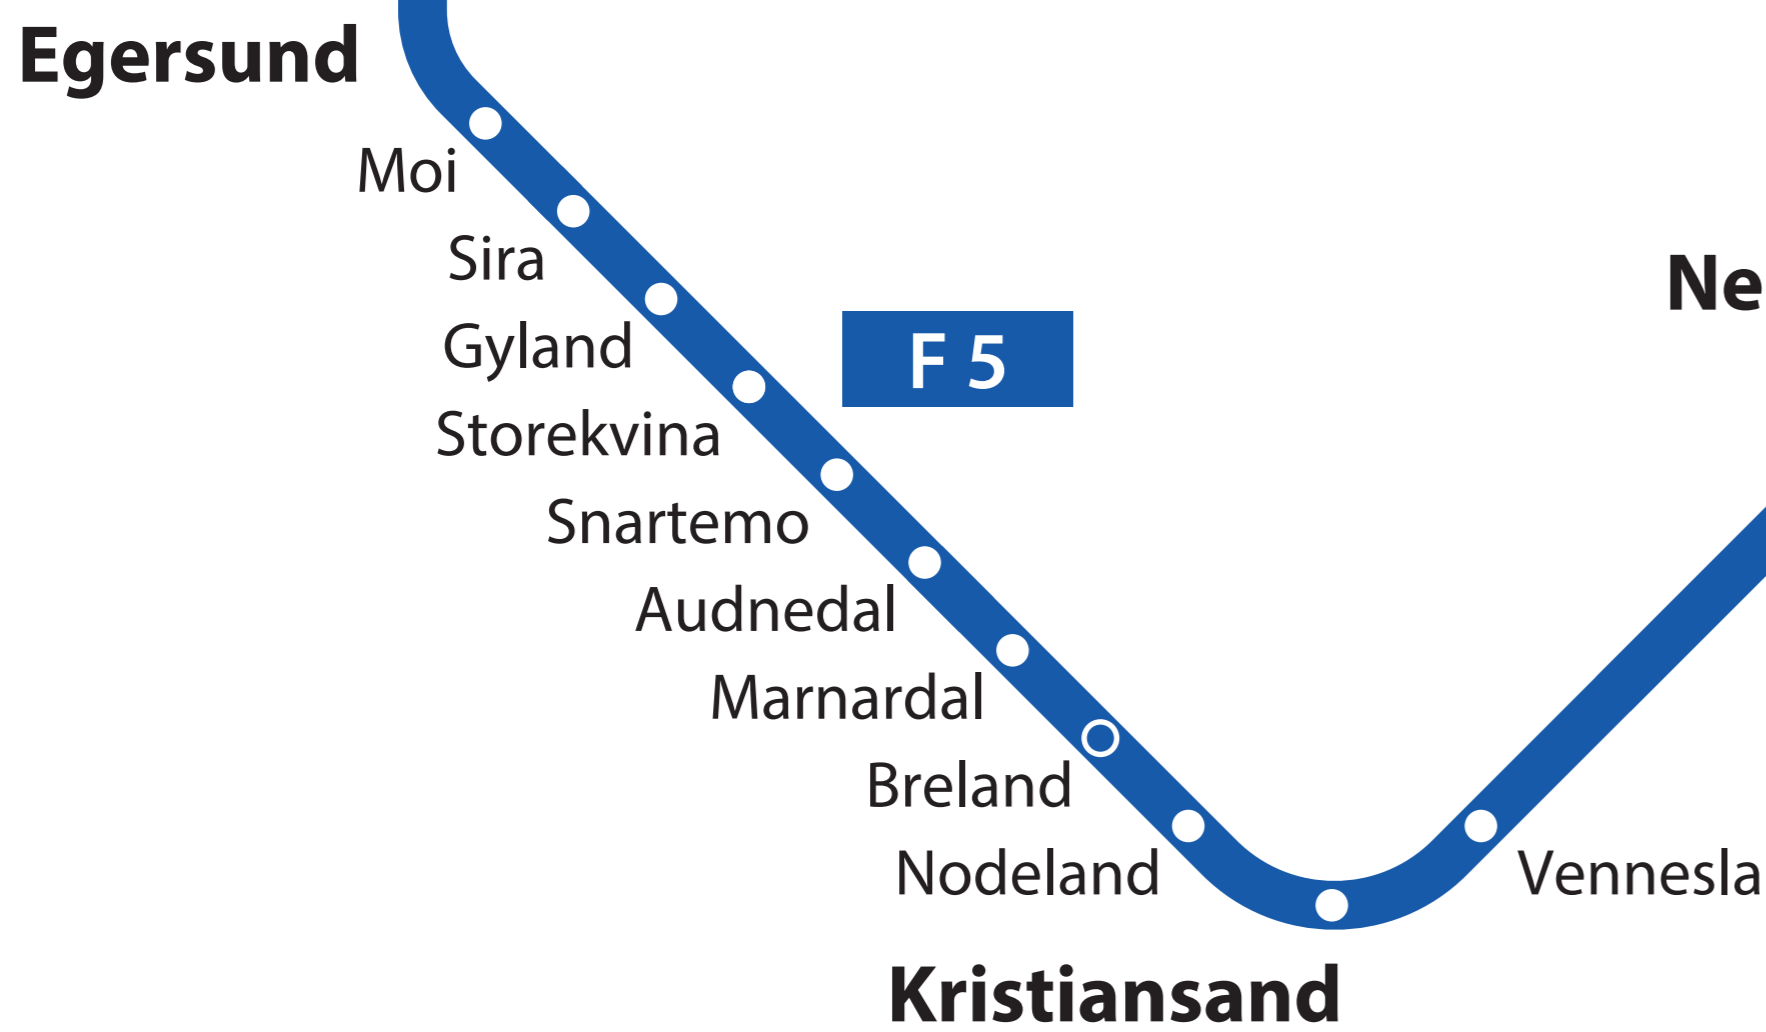 Egersund
Moi
Sira
Ne
Gyland
F 5
Storekvina
Snartemo
Audnedal
Marnardal
Breland
Nodeland
Vennesla
Kristiansand